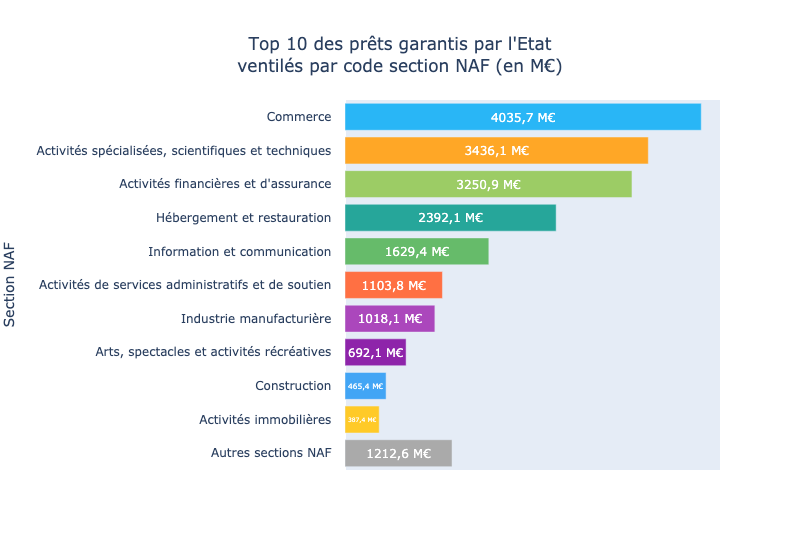 Top 10 des prêts garantis par l'Etat
ventilés par code section NAF (en M€)
Section NAF
Commerce 4035,7 M€
Activités spécialisées, scientifiques et techniques 3436,1 M€
Activités financières et d'assurance 3250,9 M€
Hébergement et restauration 2392,1 M€
Information et communication 1629,4 M€
Activités de services administratifs et de soutien 1103,8 M€
Industrie manufacturière 1018,1 M€
Arts, spectacles et activités récréatives 692,1 M€
Construction 465,4 M€
Activités immobilières 387,4 M€
Autres sections NAF 1212,6 M€